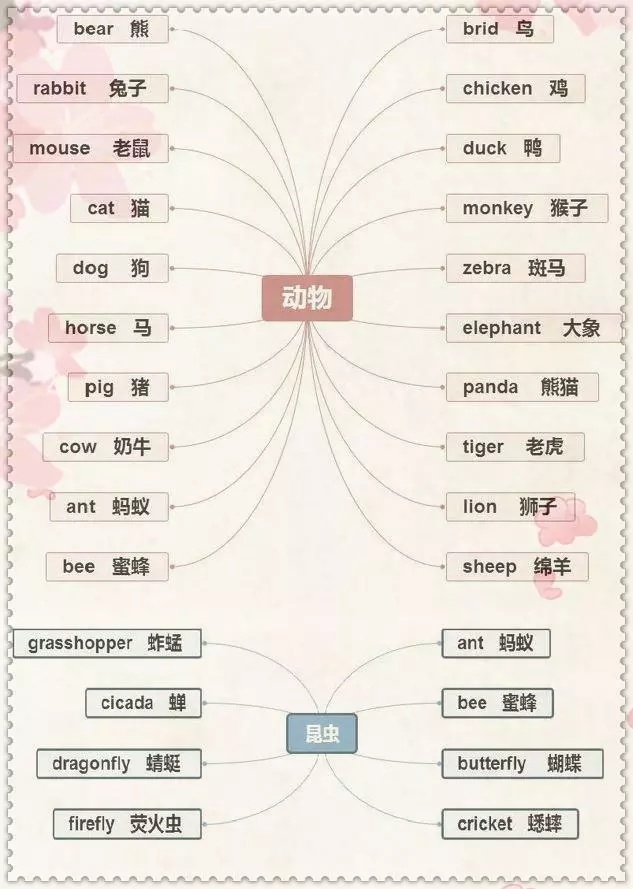 bear 熊
rabbit 兔子
mouse 老鼠
cat 猫
dog 狗
horse 马
pig 猪
cow 奶牛
ant 蚂蚁
bee 蜜蜂
动物
brid 鸟
chicken 鸡
duck 鸭
monkey 猴子
zebra 斑马
elephant 大象
panda 熊猫
tiger 老虎
lion 狮子
sheep 绵羊
grasshopper 蚱蜢
cicada 蝉
dragonfly 蜻蜓
firefly 荧火虫
昆虫
ant 蚂蚁
bee 蜜蜂
butterfly 蝴蝶
cricket 蟋蟀